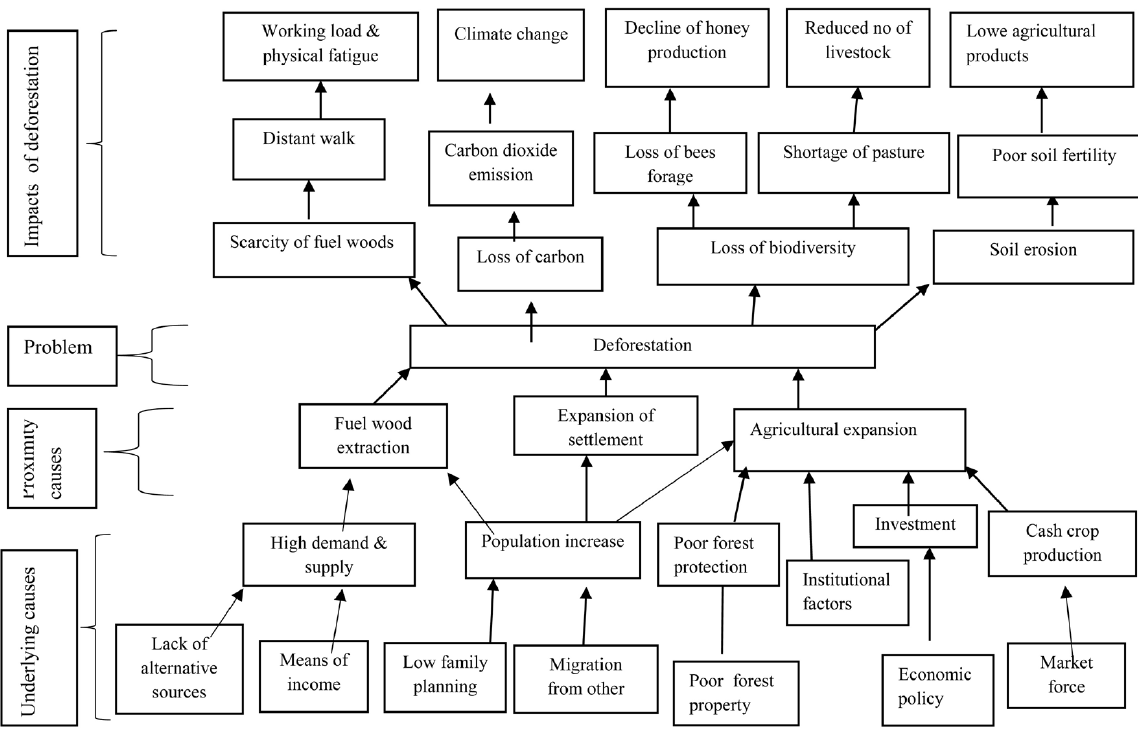 Impacts of deforestation
Working load &
physical fatigue
Climate change
Decline of honey
production
Reduced no of
livestock
Lowe agricultural
products
Distant walk
Carbon dioxide
emission
Loss of bees
forage
Shortage of pasture
Poor soil fertility
Scarcity of fuel woods
Loss of carbon
Loss of biodiversity
Soil erosion
Problem
Deforestation
Proximity
causes
Fuel wood
extraction
Expansion of
settlement
Agricultural expansion
Underlying causes
High demand &
supply
Population increase
Poor forest
protection
Institutional
factors
Investment
Cash crop
production
Lack of
alternative
sources
Means of
income
Low family
planning
Migration
from other
Poor forest
property
Economic
policy
Market
force